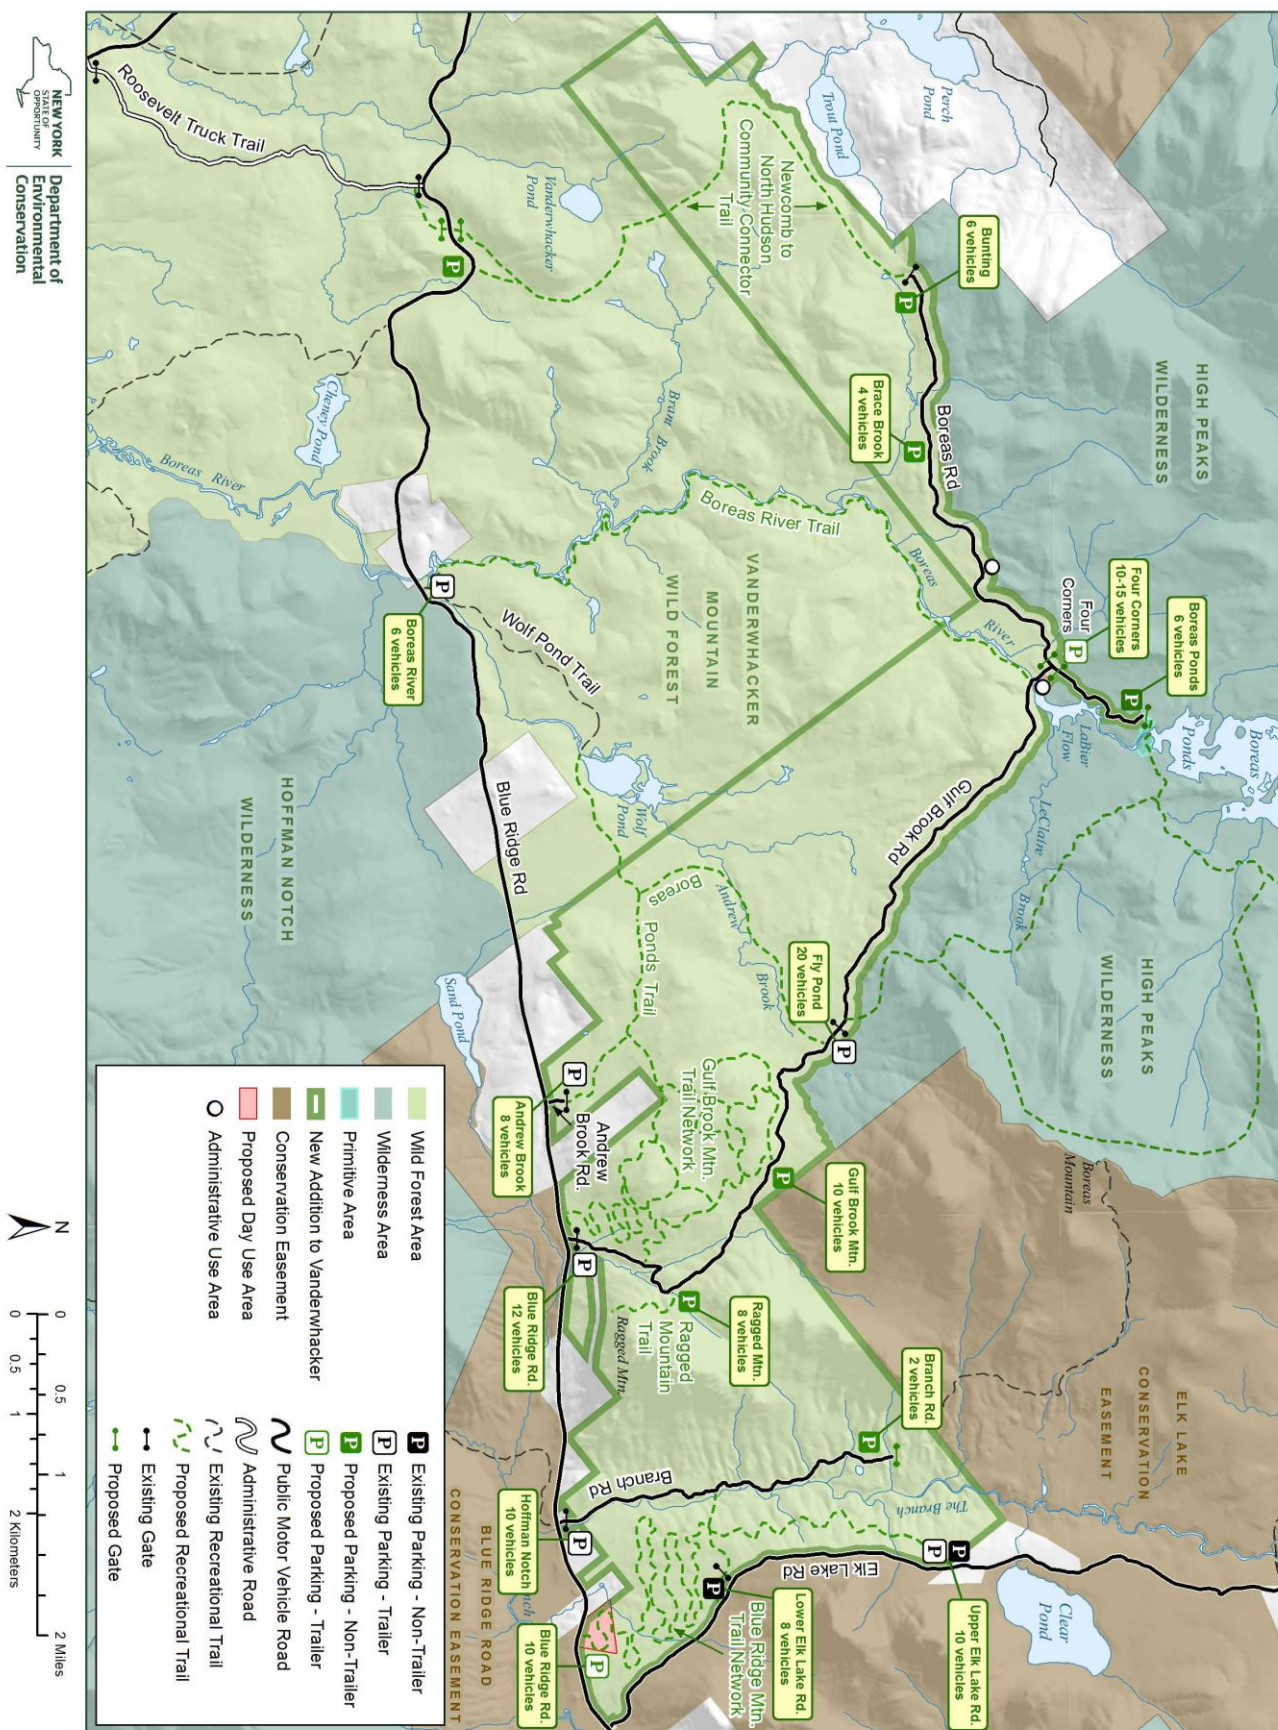 Perch
Pond
Trout Pond
HIGH PEAKS
WILDERNESS
Bunting
6 vehicles
Newcomb to
North Hudson
Community Connector
Trail
Brace Brook
4 vehicles
Boreas Rd
Four Corners
10-15 vehicles
P
Four
Corners
Boreas Ponds
6 vehicles
P
Boreas
Ponds
LaBier
Flow
LeClaire
Brook
HIGH PEAKS
WILDERNESS
P
P
Vanderwhacker
Pond
Brant Brook
Boreas River Trail
Boreas
River
VANDERWHACKER
MOUNTAIN
WILD FOREST
Gulf Brook Rd
Wolf Pond Trail
Wolf
Pond
Boreas
Ponds Trail
Andrew
Brook
Fly Pond
20 vehicles
P
Gulf Brook Mtn.
Trail Network
Gulf Brook Mtn.
10 vehicles
P
Boreas
Mountain
ELK LAKE
CONSERVATION
EASEMENT
Ragged Mtn.
8 vehicles
P
Ragged
Mountain
Trail
Ragged Mtn
Branch Rd.
2 vehicles
P
Branch Rd
The Branch
Upper Elk Lake Rd.
10 vehicles
P
P
Clear
Pond
Elk Lake Rd
Lower Elk Lake Rd.
8 vehicles
P
Blue Ridge Mtn.
Trail Network
Roosevelt Truck Trail
P
Cheney Pond
Boreas River
P
Boreas River
6 vehicles
Blue Ridge Rd
HOFFMAN NOTCH
WILDERNESS
Sand Pond
P
Andrew Brook
8 vehicles
Andrew
Brook Rd.
P
Blue Ridge Rd.
12 vehicles
P
Hoffman Notch
10 vehicles
P
Blue Ridge Rd.
10 vehicles
BLUE RIDGE ROAD
CONSERVATION EASEMENT
Wild Forest Area
Wilderness Area
Primitive Area
New Addition to Vanderwhacker
Conservation Easement
Proposed Day Use Area
Administrative Use Area
P Existing Parking - Non-Trailer
P Existing Parking - Trailer
P Proposed Parking - Non-Trailer
P Proposed Parking - Trailer
Public Motor Vehicle Road
Administrative Road
Existing Recreational Trail
Proposed Recreational Trail
Existing Gate
Proposed Gate
N
0 0.5 1 2 Miles
0 0.5 1 2 Kilometers
NEW YORK
STATE OF
OPPORTUNITY
Department of
Environmental
Conservation